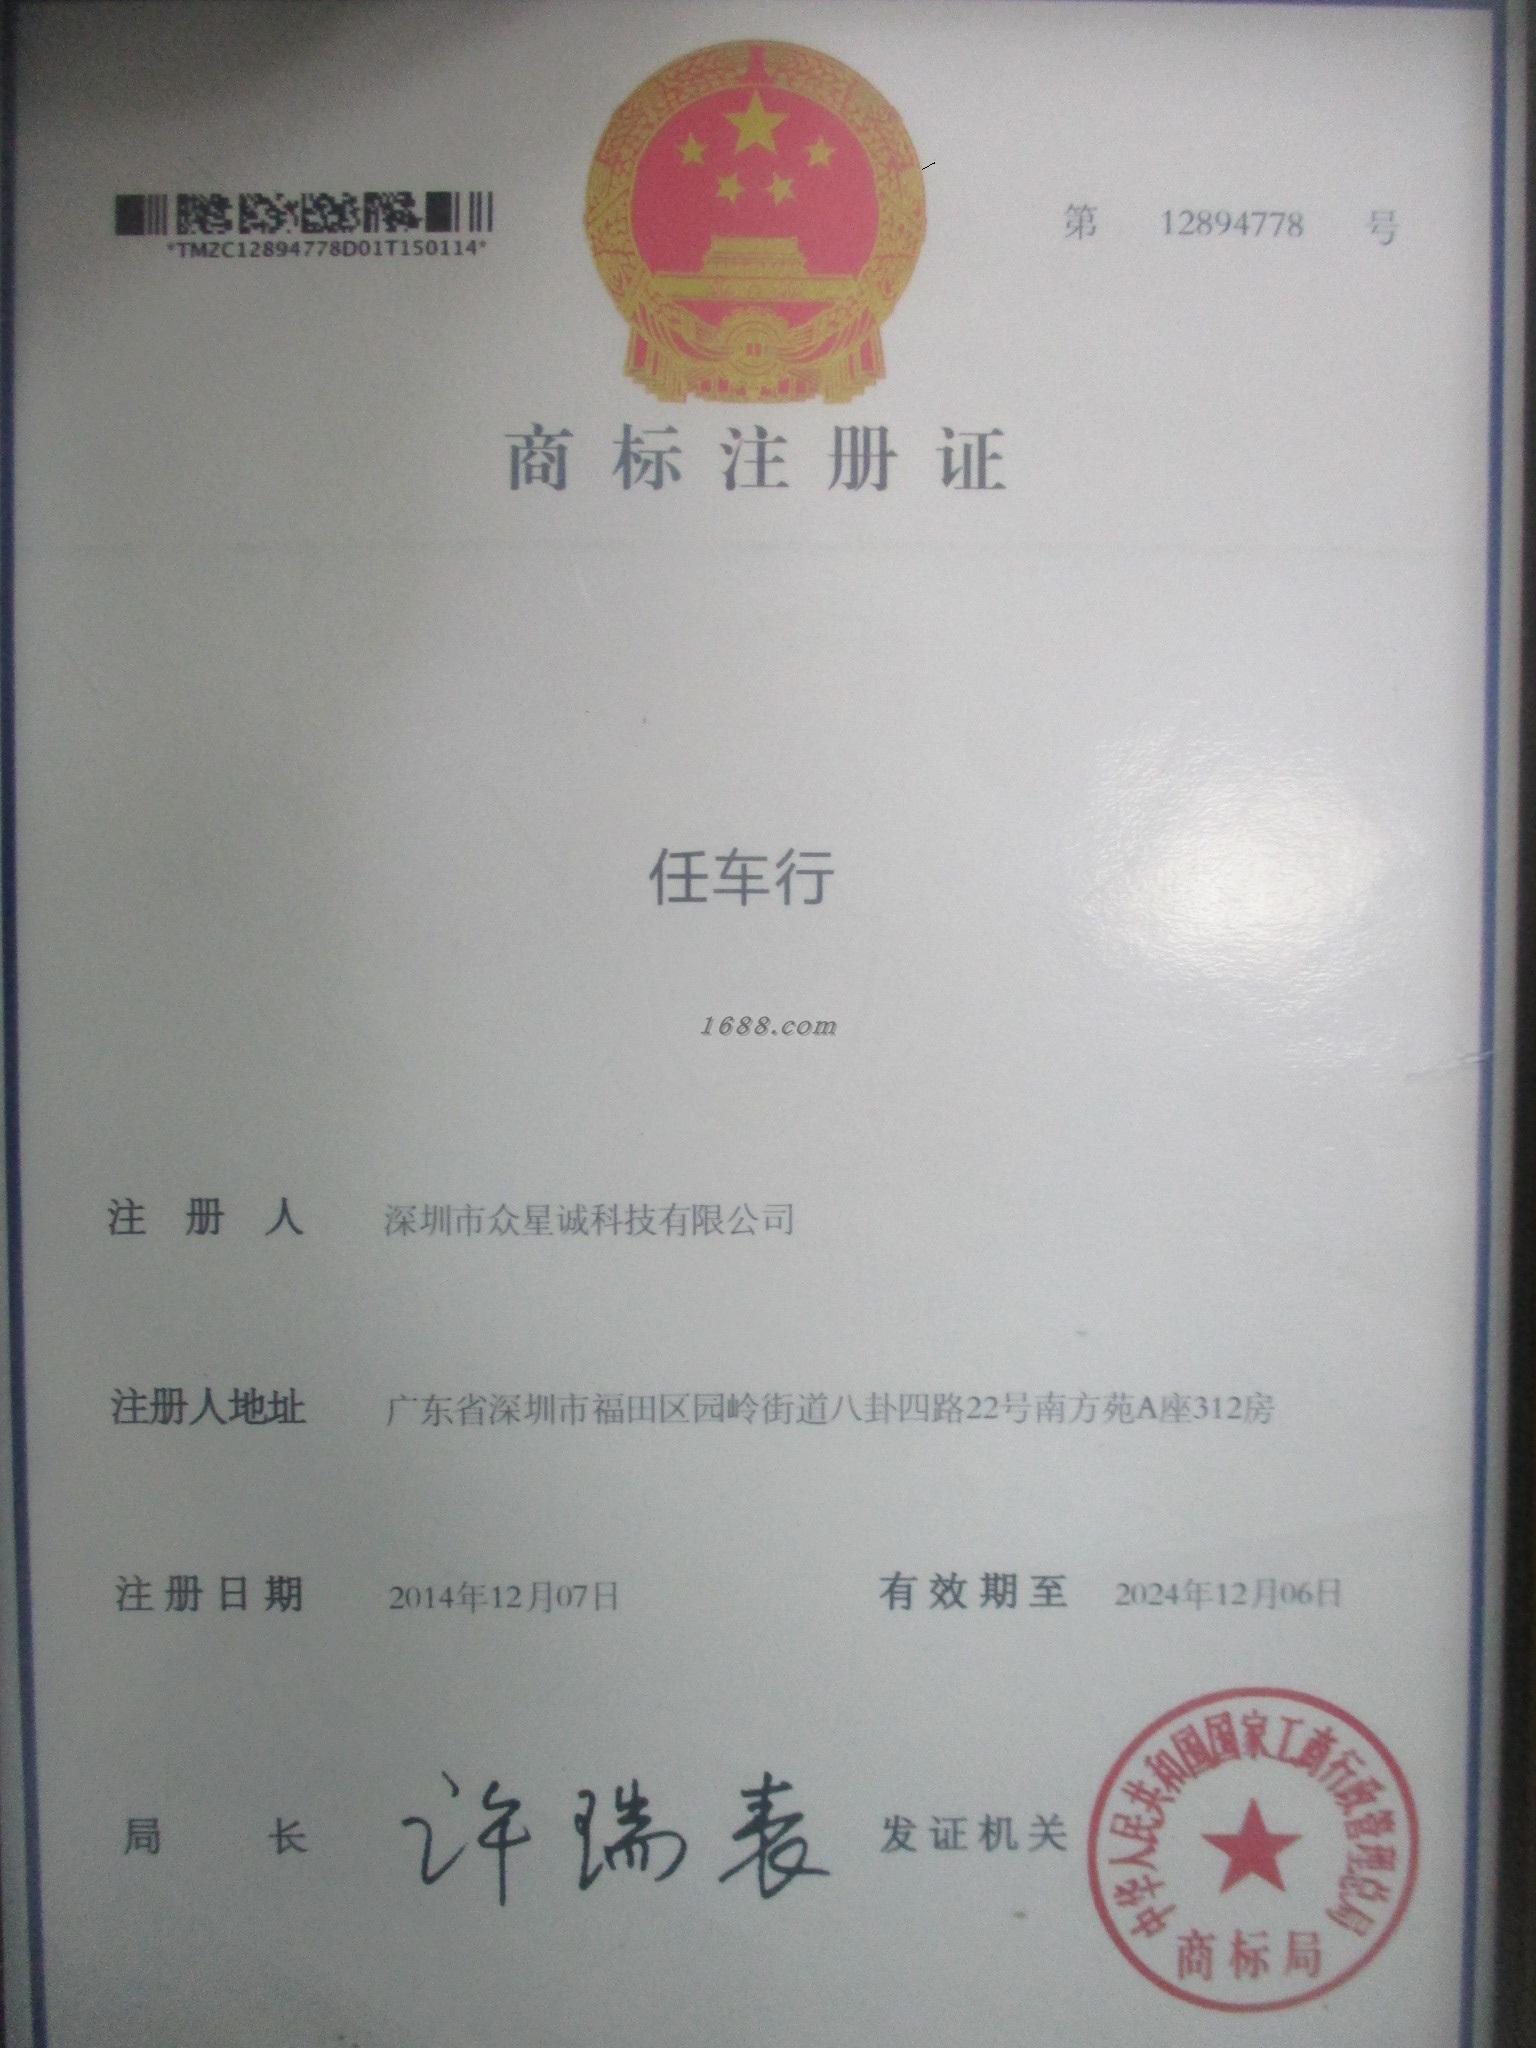 *TMZC12894778D01T150114*
第 12894778 号
商标注册证
任车行
1688.com
注册人 深圳市众星诚科技有限公司
注册人地址 广东省深圳市福田区园岭街道八卦四路22号南方苑A座312房
注册日期 2014年12月07日 有效期至 2024年12月06日
局长 许瑞表 发证机关
中华人民共和国国家工商行政管理总局
商标局